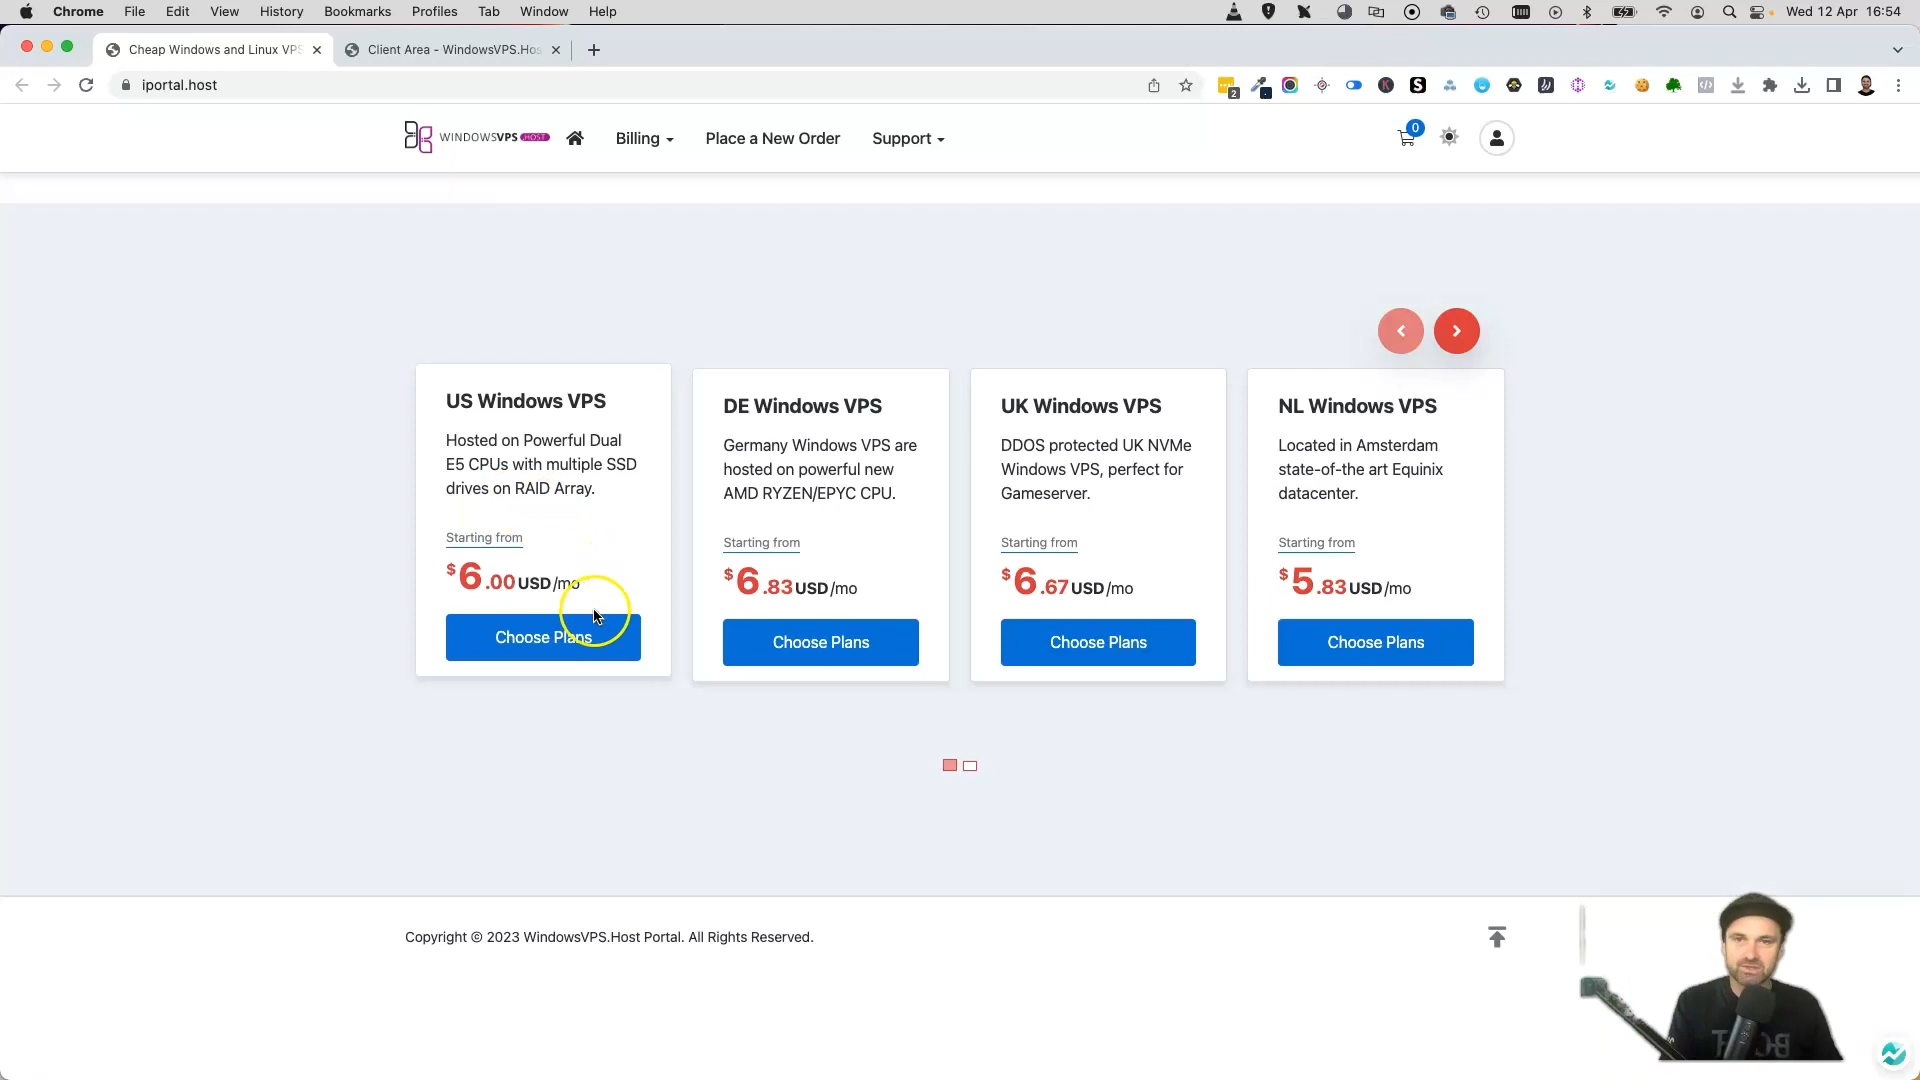 Chrome File Edit View History Bookmarks Profiles Tab Window Help Wed 12 Apr 16:54
Cheap Windows and Linux VPS Client Area - WindowsVPS.Hos
iportal.host 2
WINDOWSVPS HOST Billing Place a New Order Support 0
US Windows VPS
Hosted on Powerful Dual
E5 CPUs with multiple SSD
drives on RAID Array.
Starting from
$6.00 USD/mo
Choose Plans
DE Windows VPS
Germany Windows VPS are
hosted on powerful new
AMD RYZEN/EPYC CPU.
Starting from
$6.83 USD/mo
Choose Plans
UK Windows VPS
DDOS protected UK NVMe
Windows VPS, perfect for
Gameserver.
Starting from
$6.67 USD/mo
Choose Plans
NL Windows VPS
Located in Amsterdam
state-of-the art Equinix
datacenter.
Starting from
$5.83 USD/mo
Choose Plans
Copyright © 2023 WindowsVPS.Host Portal. All Rights Reserved.